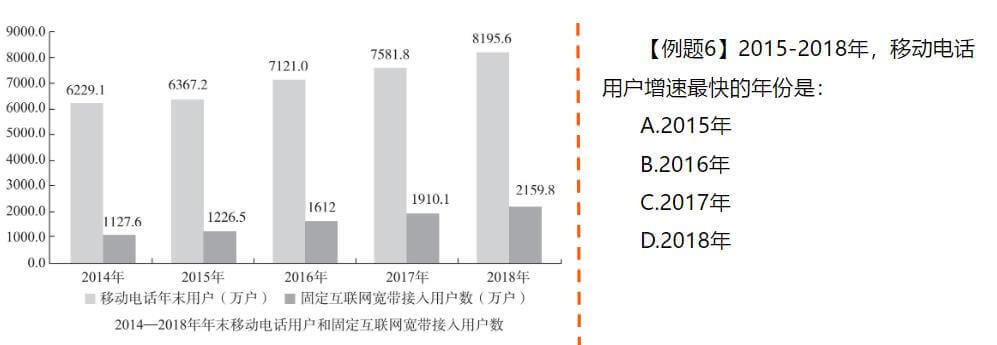 9000.0
8000.0
7000.0
6000.0
5000.0
4000.0
3000.0
2000.0
1000.0
0.0
6229.1
1127.6
6367.2
1226.5
7121.0
1612
7581.8
1910.1
8195.6
2159.8
2014年
2015年
2016年
2017年
2018年
移动电话年末用户（万户）
固定互联网宽带接入用户数（万户）
2014—2018年年末移动电话用户和固定互联网宽带接入用户数
【例题6】2015-2018年，移动电话
用户增速最快的年份是：
A.2015年
B.2016年
C.2017年
D.2018年